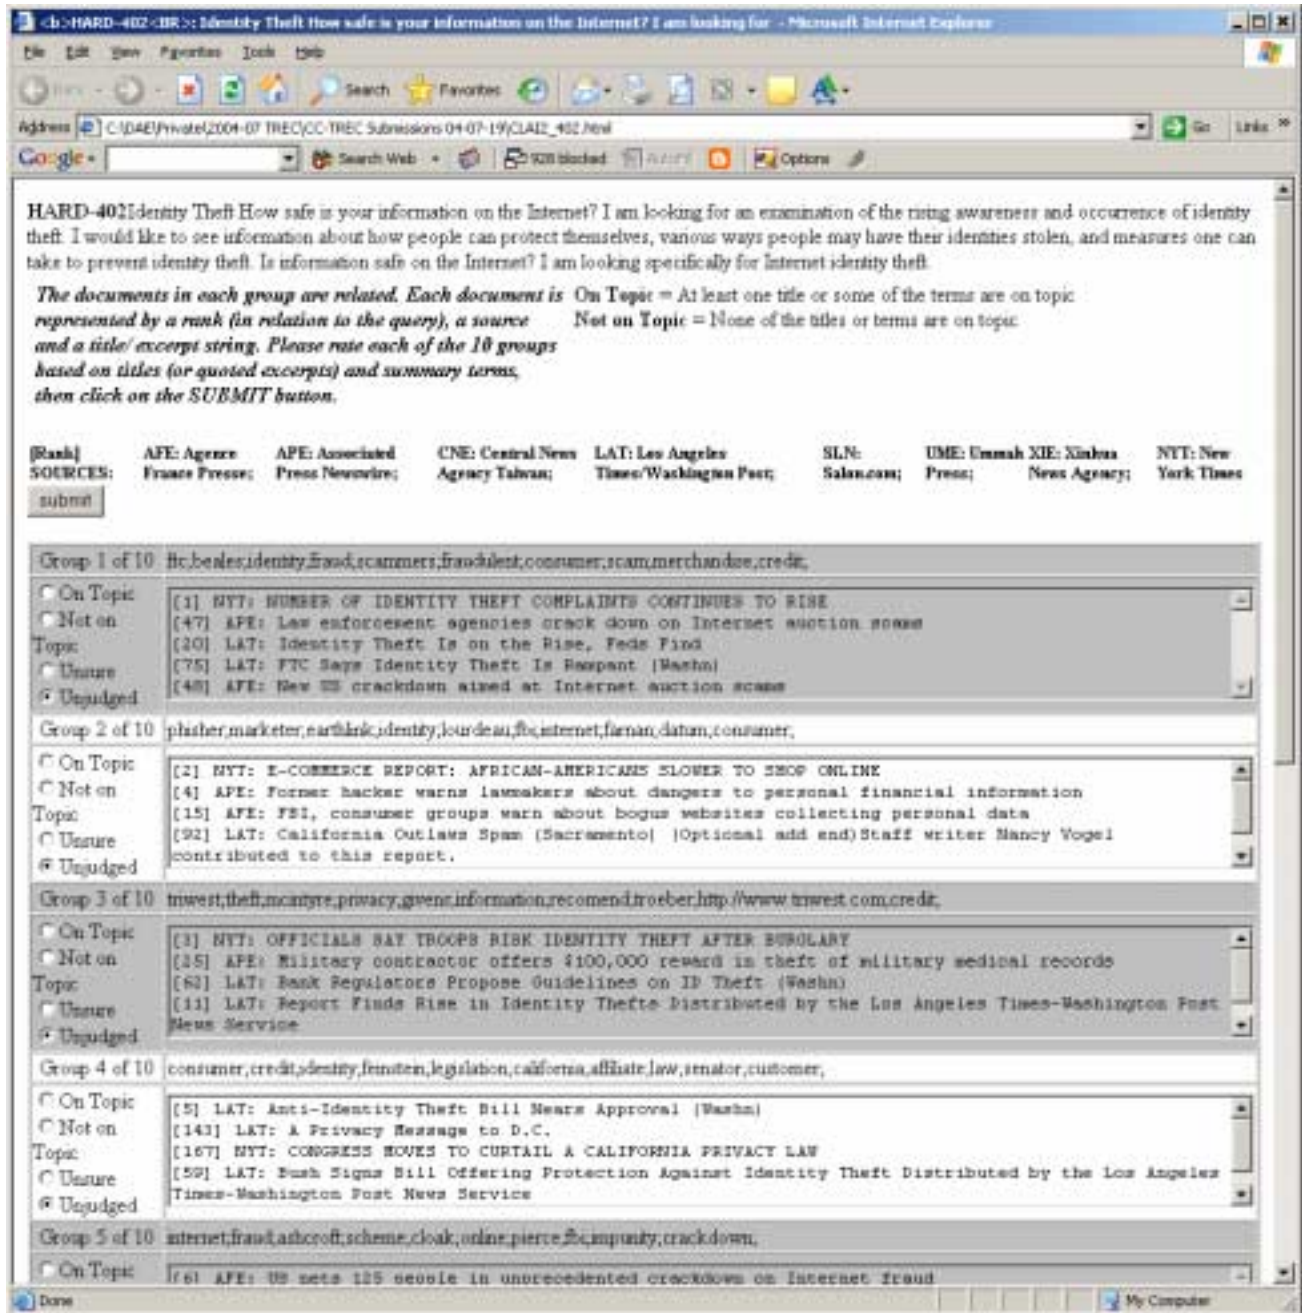 <b>HARD-402<BR>: Identity Theft How safe is your information on the Internet? I am looking for - Microsoft Internet Explorer
File Edit View Favorites Tools Help
Search Favorites
Address C:\DAE\Private\2004-07 TREC\CC-TREC Submissions 04-07-19\CLAI2_402.html Go Links »
Google Search Web 928 blocked Options
HARD-402Identity Theft How safe is your information on the Internet? I am looking for an examination of the rising awareness and occurrence of identity
theft. I would like to see information about how people can protect themselves, various ways people may have their identities stolen, and measures one can
take to prevent identity theft. Is information safe on the Internet? I am looking specifically for Internet identity theft.
The documents in each group are related. Each document is On Topic = At least one title or some of the terms are on topic
represented by a rank (in relation to the query), a source Not on Topic = None of the titles or terms are on topic
and a title/ excerpt string. Please rate each of the 10 groups
based on titles (or quoted excerpts) and summary terms,
then click on the SUBMIT button.
[Rank] AFE: Agence APE: Associated CNE: Central News LAT: Los Angeles SLN: UME: Ummah XIE: Xinhua NYT: New
SOURCES: France Presse; Press Newswire; Agency Taiwan; Times/Washington Post; Salon.com; Press; News Agency; York Times
submit
Group 1 of 10 ftc,beales,identity,fraud,scammers,fraudulent,consumer,scam,merchandise,credit,
On Topic
Not on
Topic
Unsure
Unjudged
[1] NYT: NUMBER OF IDENTITY THEFT COMPLAINTS CONTINUES TO RISE
[47] APE: Law enforcement agencies crack down on Internet auction scams
[20] LAT: Identity Theft Is on the Rise, Feds Find
[75] LAT: FTC Says Identity Theft Is Rampant (Washn)
[48] AFE: New US crackdown aimed at Internet auction scams
Group 2 of 10 phisher,marketer,earthlink,identity,lourdeau,fbi,internet,farnan,datum,consumer,
On Topic
Not on
Topic
Unsure
Unjudged
[2] NYT: E-COMMERCE REPORT: AFRICAN-AMERICANS SLOWER TO SHOP ONLINE
[4] APE: Former hacker warns lawmakers about dangers to personal financial information
[15] AFE: FBI, consumer groups warn about bogus websites collecting personal data
[92] LAT: California Outlaws Spam (Sacramento) (Optional add end)Staff writer Nancy Vogel
contributed to this report.
Group 3 of 10 triwest,theft,mcintyre,privacy,givens,information,recomend,troeber,http://www.triwest.com,credit,
On Topic
Not on
Topic
Unsure
Unjudged
[3] NYT: OFFICIALS SAY TROOPS RISK IDENTITY THEFT AFTER BURGLARY
[25] APE: Military contractor offers $100,000 reward in theft of military medical records
[62] LAT: Bank Regulators Propose Guidelines on ID Theft (Washn)
[11] LAT: Report Finds Rise in Identity Thefts Distributed by the Los Angeles Times-Washington Post
News Service
Group 4 of 10 consumer,credit,identity,feinstein,legislation,california,affiliate,law,senator,customer,
On Topic
Not on
Topic
Unsure
Unjudged
[5] LAT: Anti-Identity Theft Bill Nears Approval (Washn)
[143] LAT: A Privacy Message to D.C.
[167] NYT: CONGRESS MOVES TO CURTAIL A CALIFORNIA PRIVACY LAW
[59] LAT: Bush Signs Bill Offering Protection Against Identity Theft Distributed by the Los Angeles
Times-Washington Post News Service
Group 5 of 10 internet,fraud,ashcroft,scheme,cloak,online,pierce,fbi,impunity,crackdown,
On Topic
[6] AFE: US nets 125 people in unprecedented crackdown on Internet fraud
Done My Computer